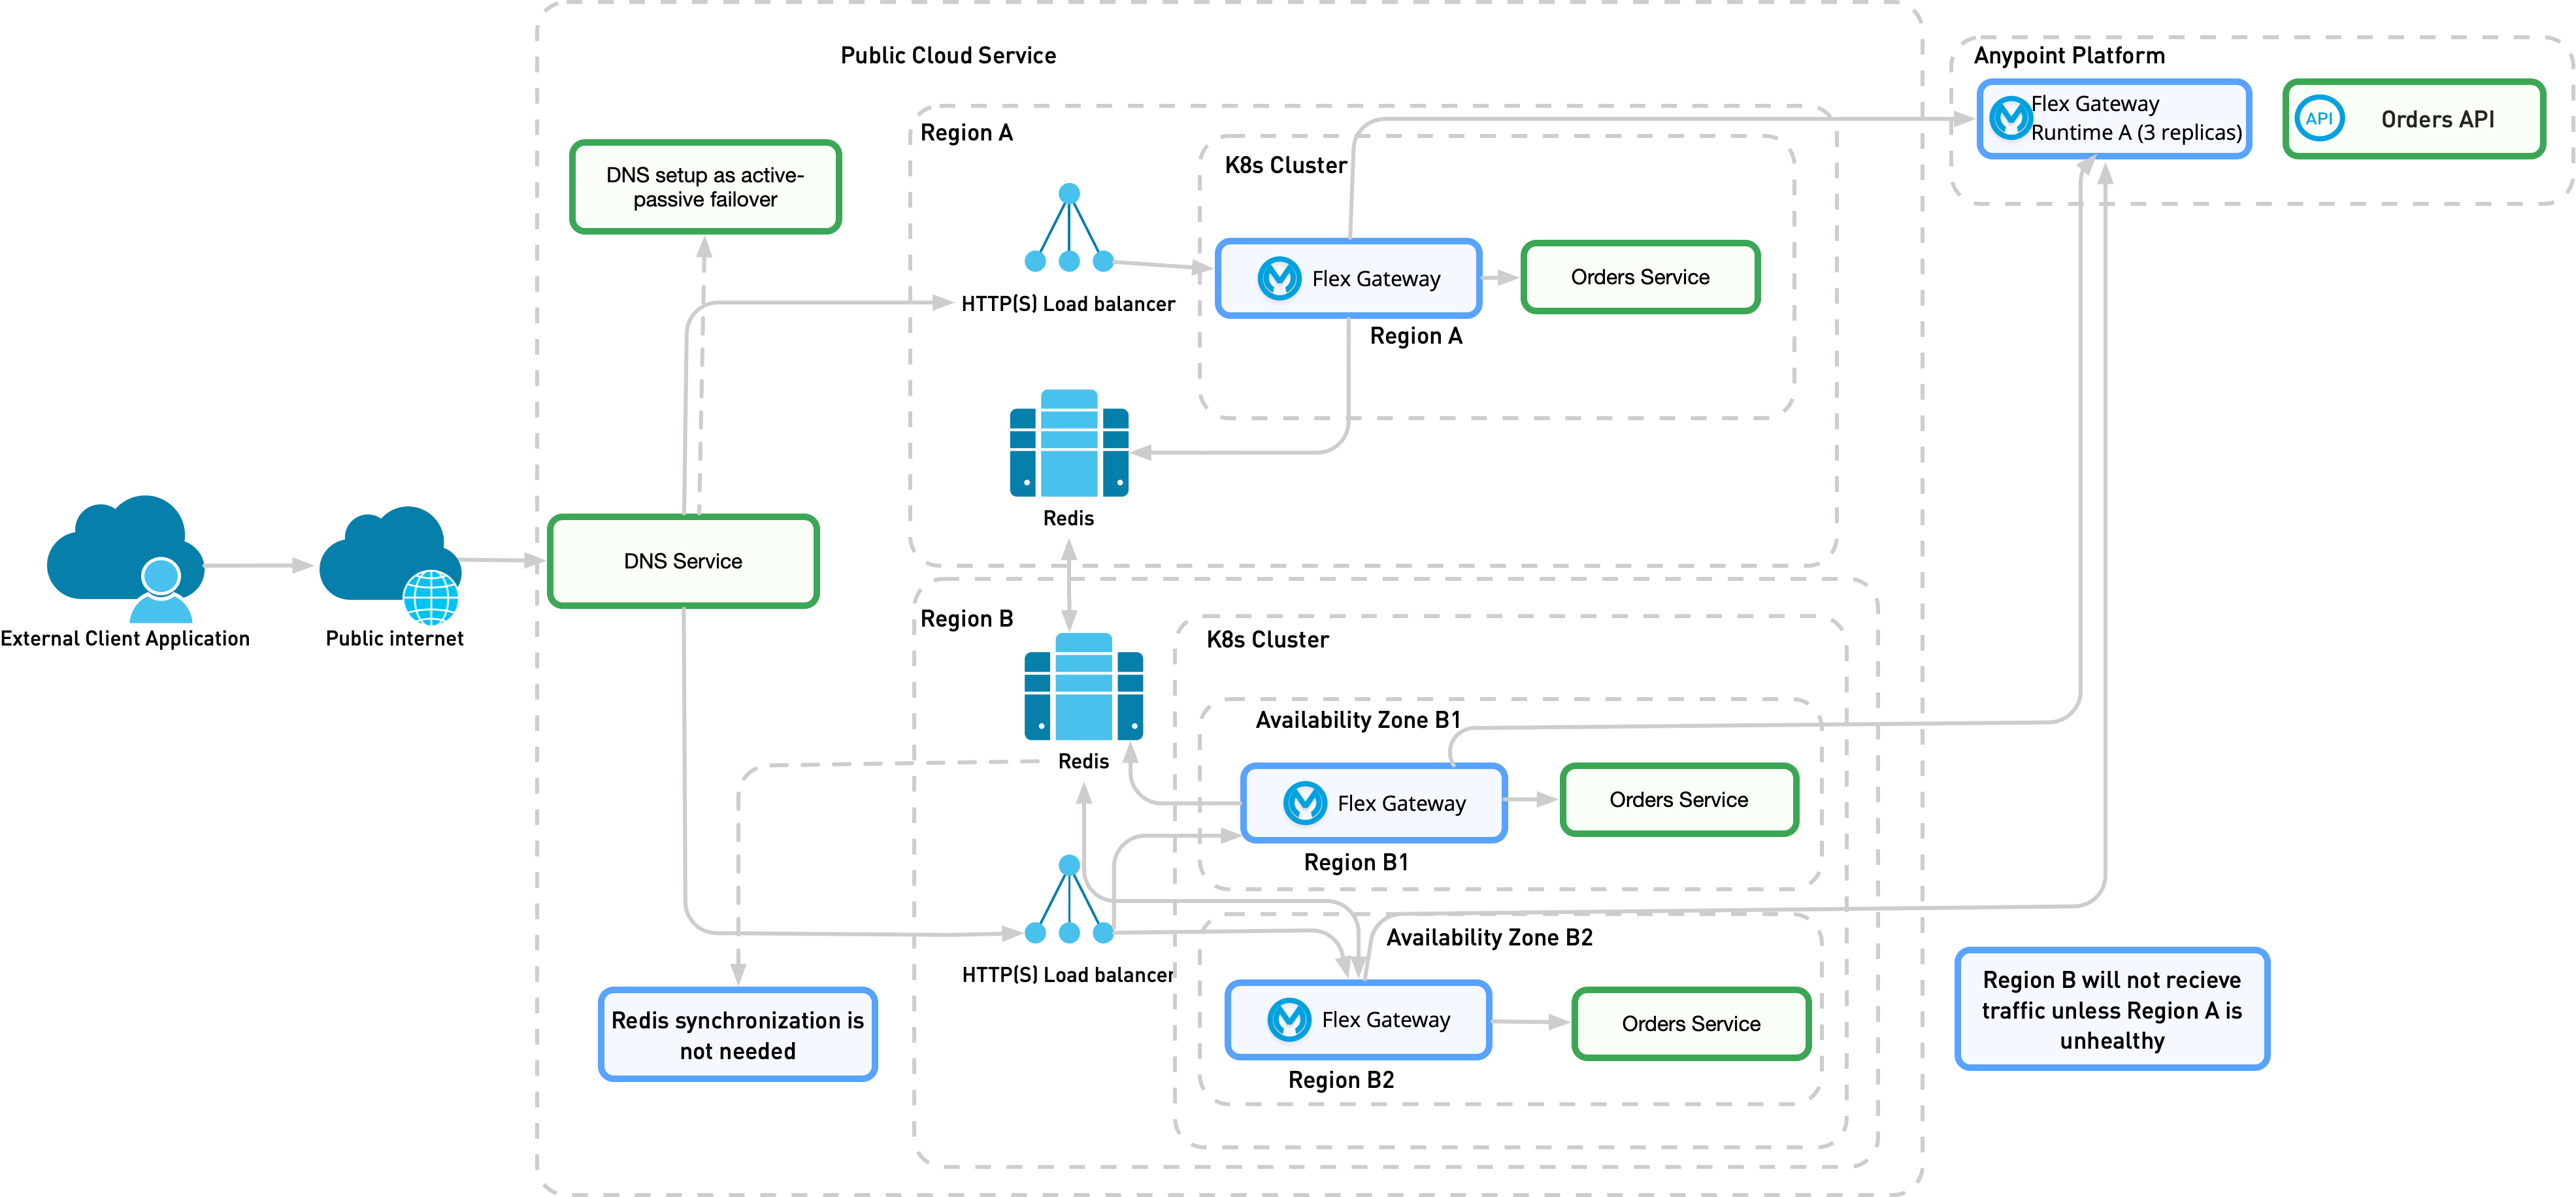 Public Cloud Service
Anypoint Platform
Flex Gateway
Runtime A (3 replicas)
API
Orders API
Region A
K8s Cluster
DNS setup as active-
passive failover
Flex Gateway
Orders Service
HTTP(S) Load balancer
Region A
Redis
DNS Service
External Client Application
Public internet
Region B
K8s Cluster
Availability Zone B1
Redis
Flex Gateway
Orders Service
Region B1
Availability Zone B2
HTTP(S) Load balancer
Flex Gateway
Orders Service
Region B2
Redis synchronization is
not needed
Region B will not recieve
traffic unless Region A is
unhealthy